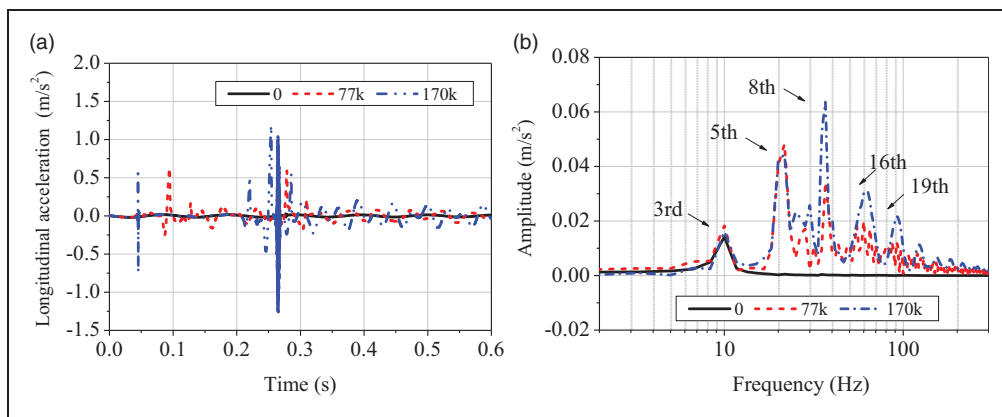 (a)
2.0
1.5
1.0
0.5
0.0
-0.5
-1.0
-1.5
Longitudinal acceleration (m/s²)
0 77k 170k
0.0 0.1 0.2 0.3 0.4 0.5 0.6
Time (s)
(b)
0.08
0.06
0.04
0.02
0.00
-0.02
Amplitude (m/s²)
8th
5th
16th
19th
3rd
0 77k 170k
10 100
Frequency (Hz)